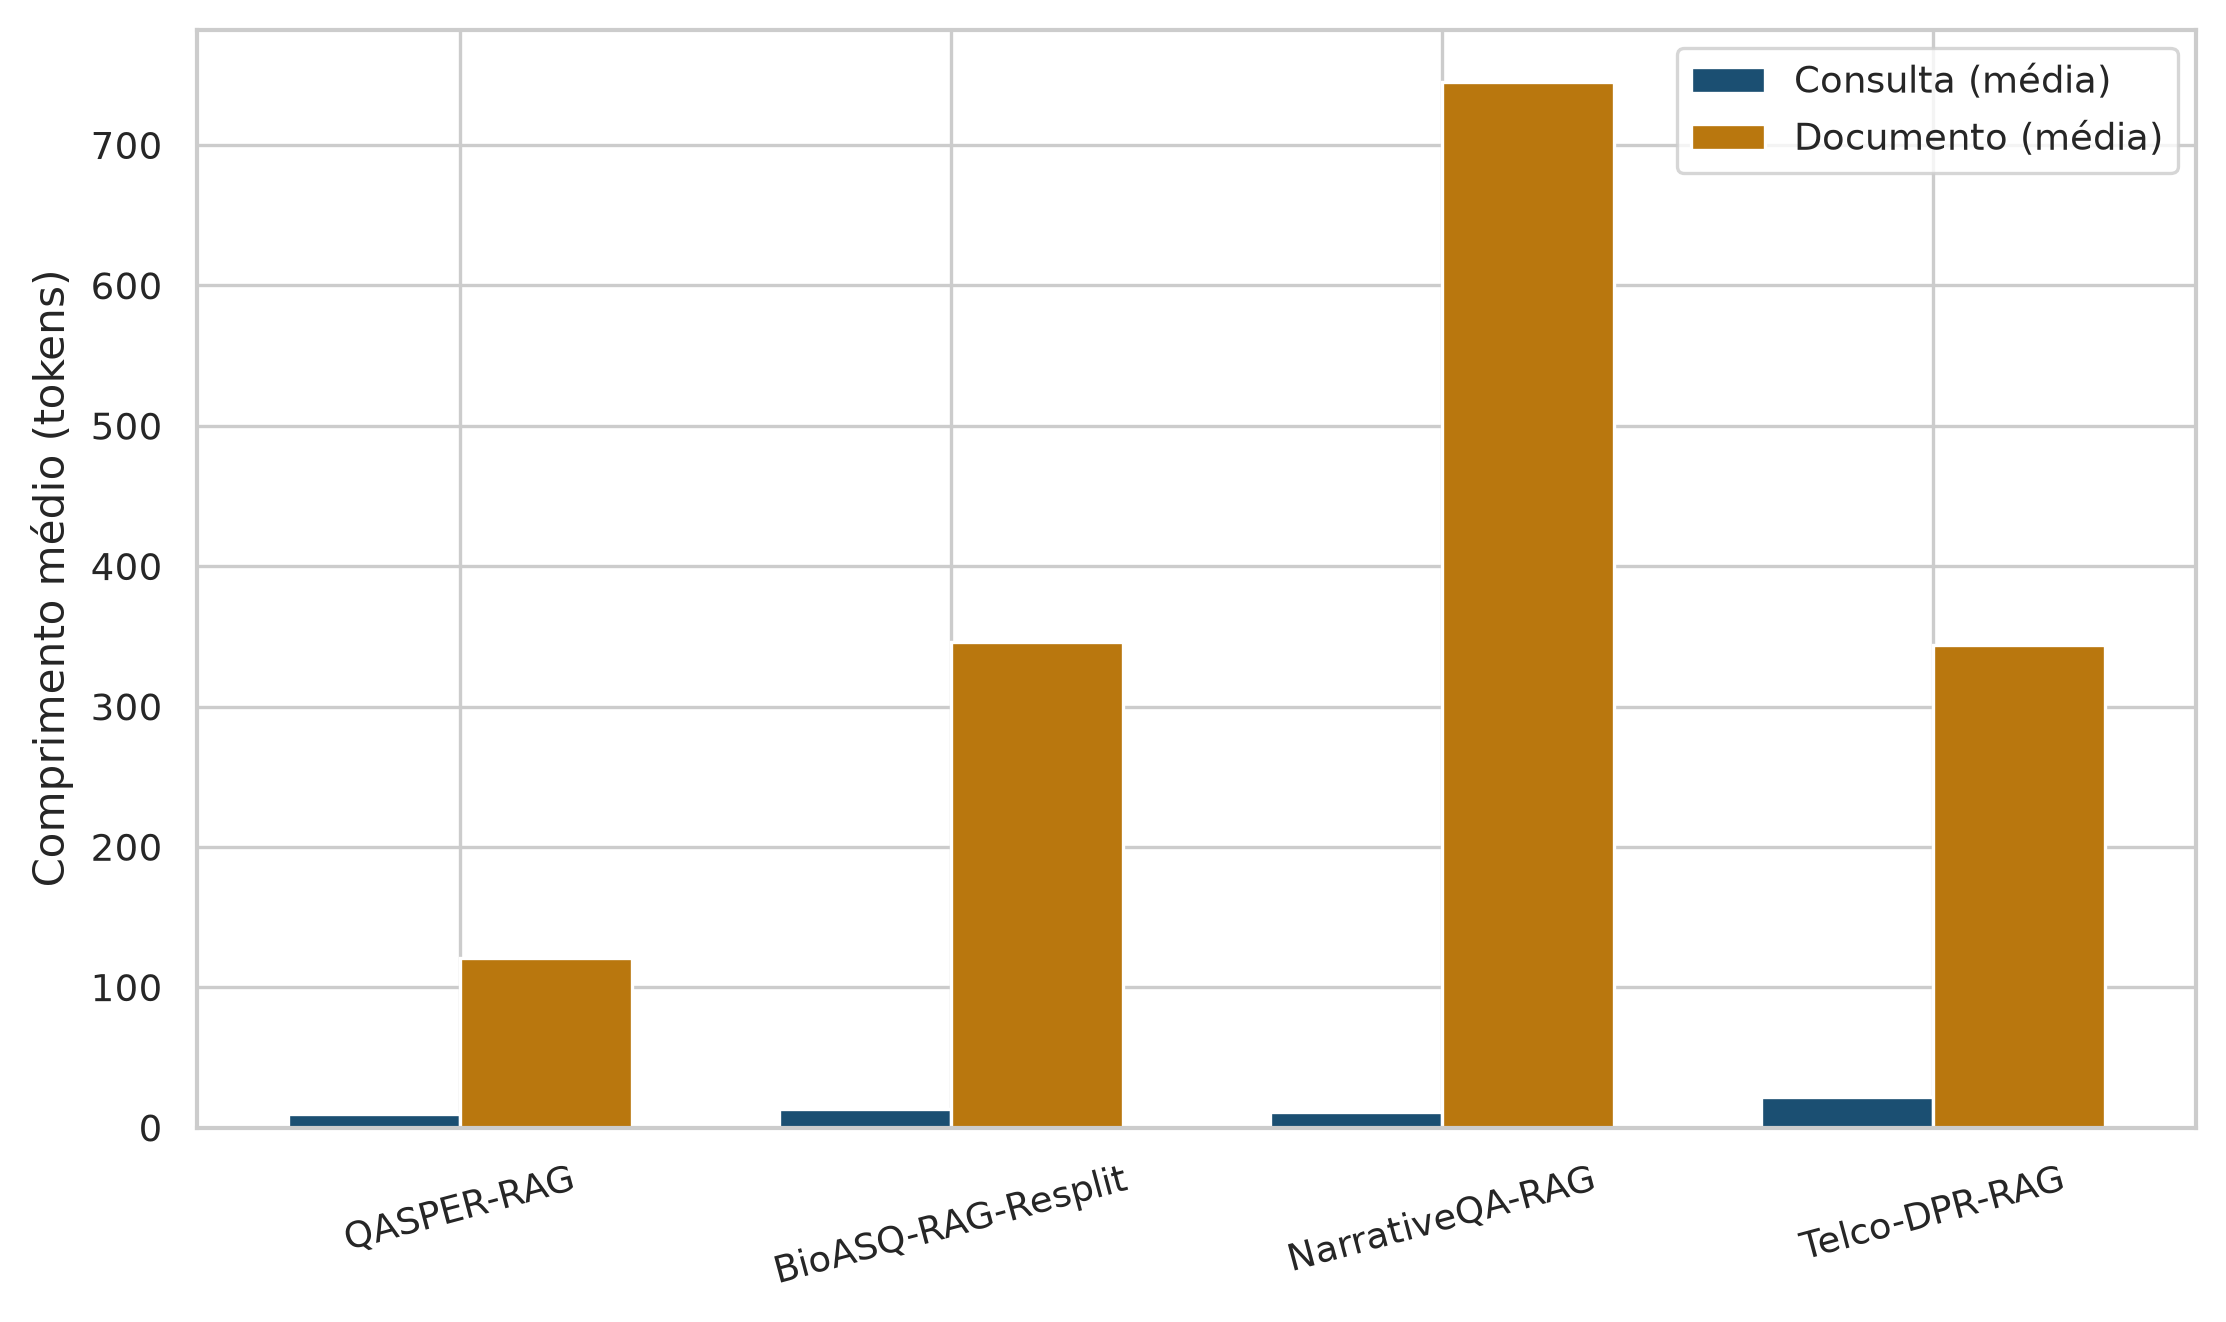 Consulta (média)
Documento (média)
Comprimento médio (tokens)
700
600
500
400
300
200
100
0
QASPER-RAG
BioASQ-RAG-Resplit
NarrativeQA-RAG
Telco-DPR-RAG